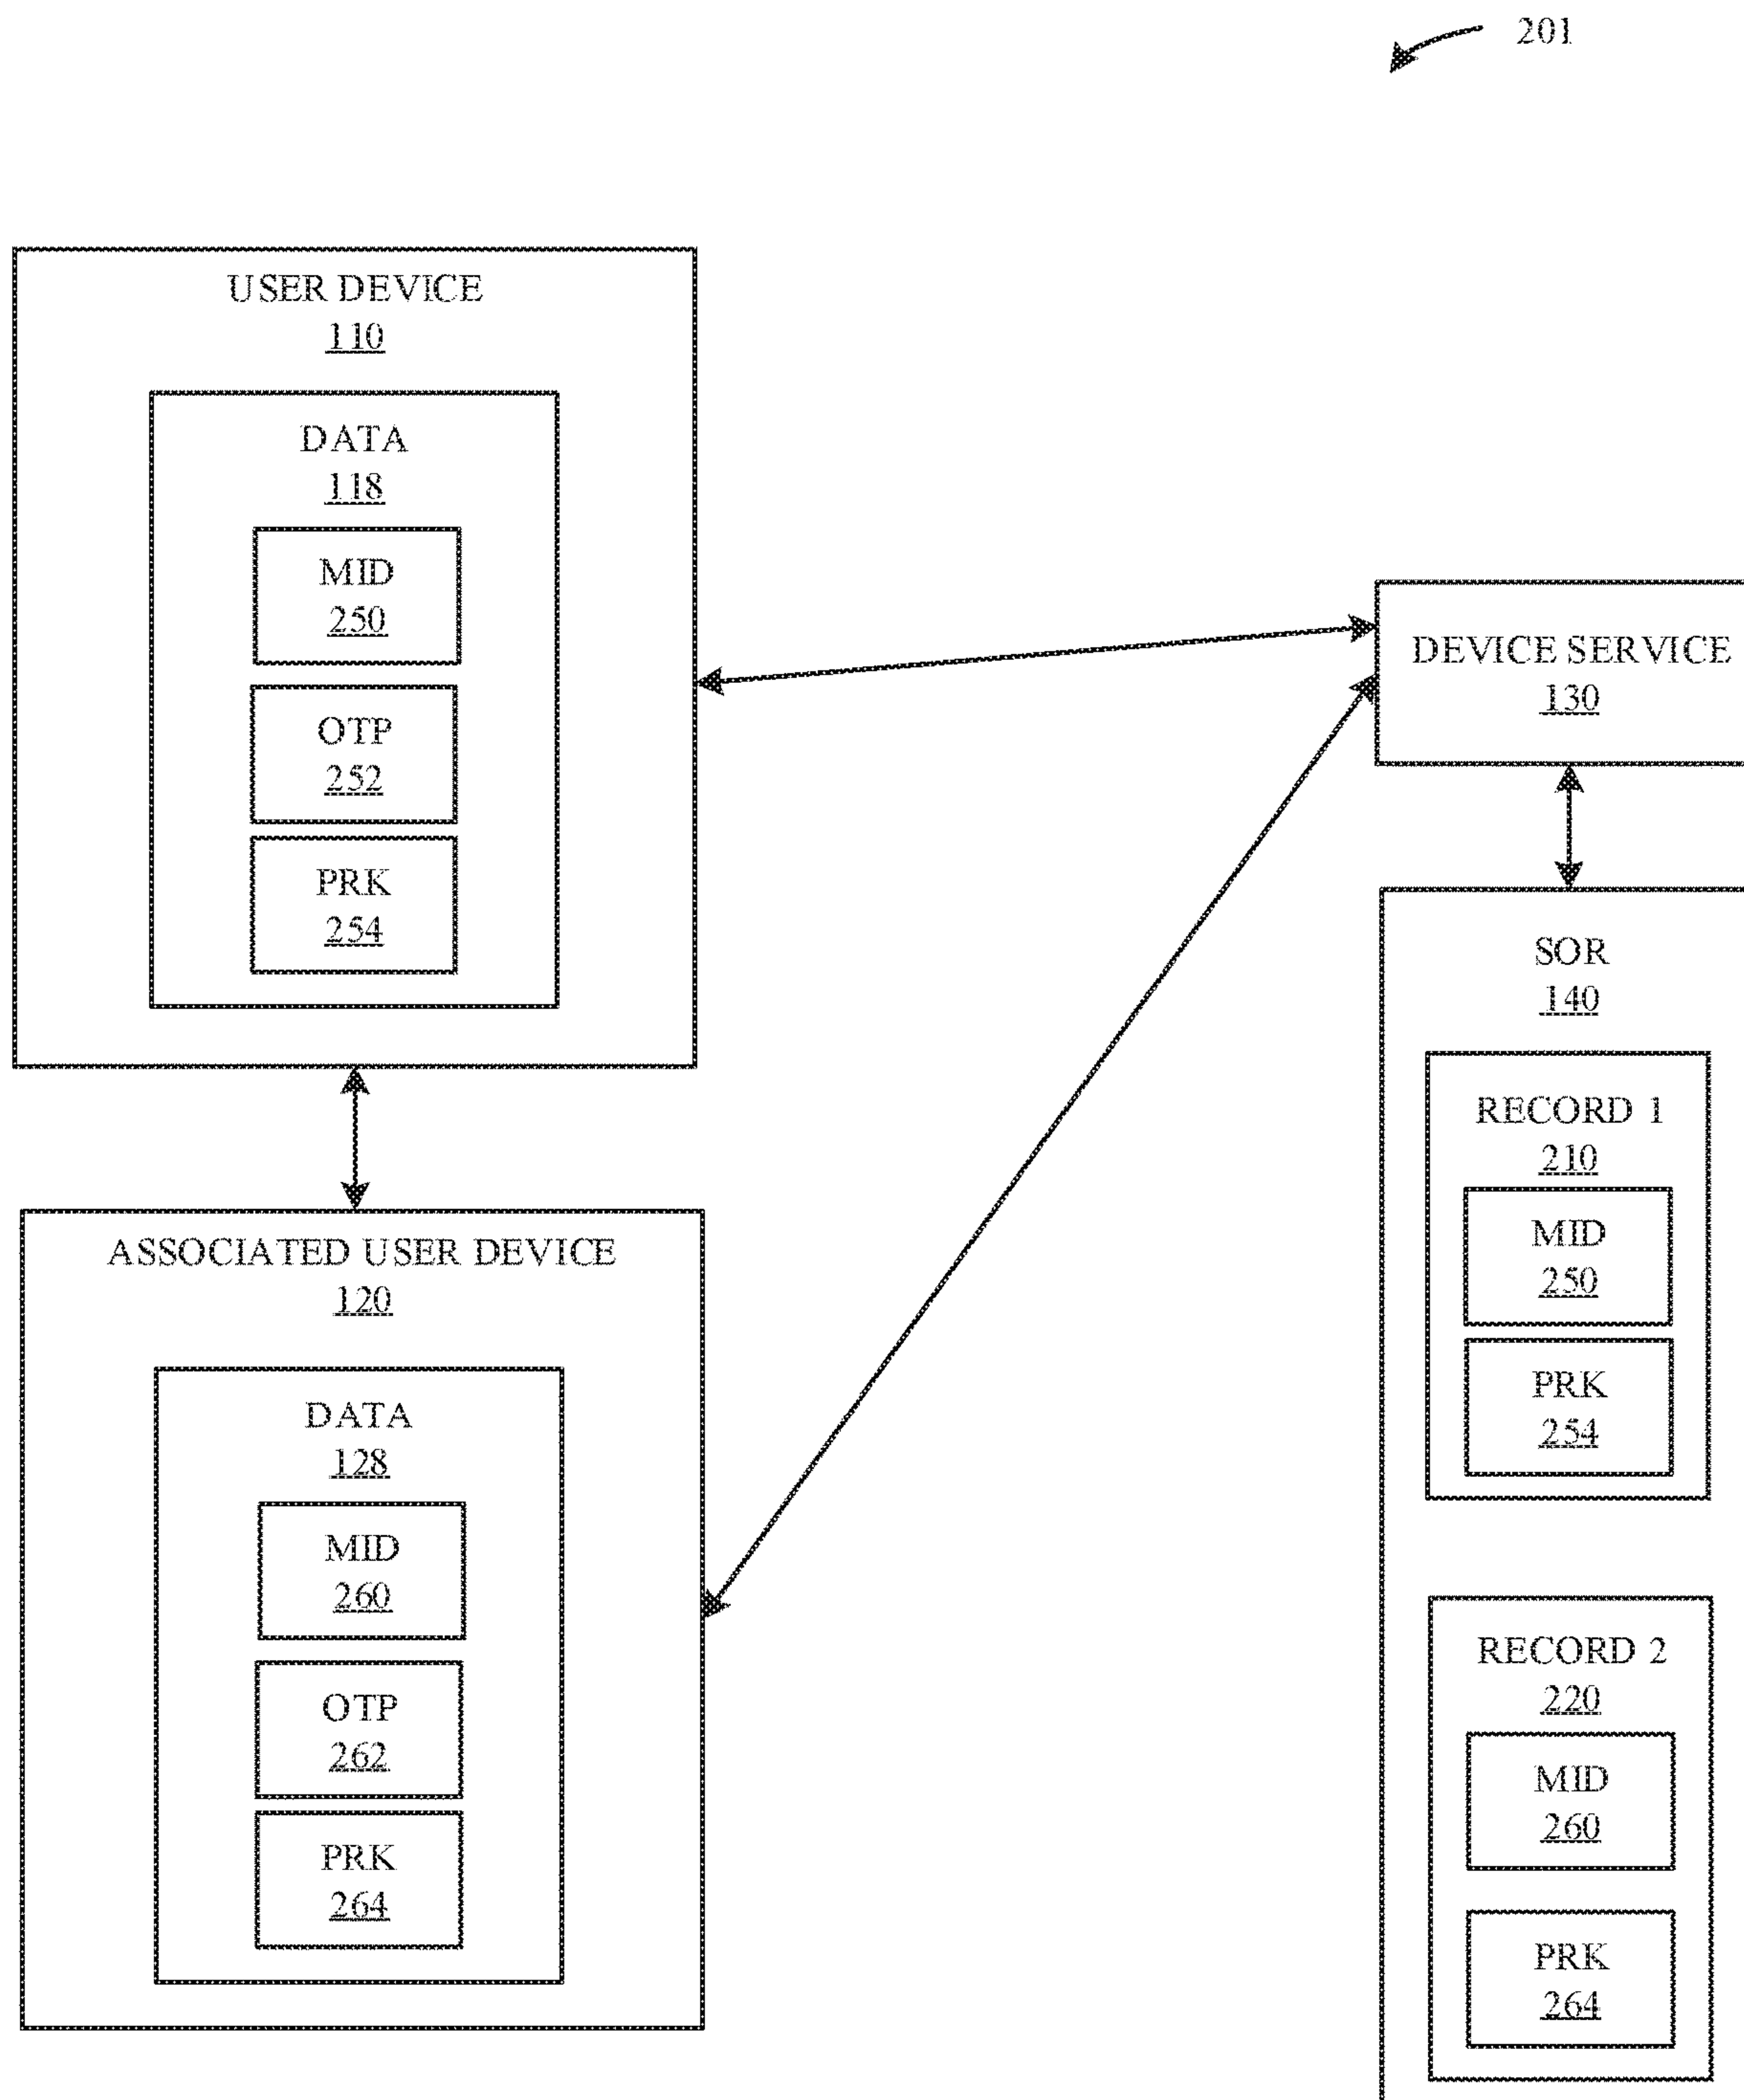 201
USER DEVICE
110
DATA
118
MID
250
OTP
252
PRK
254
ASSOCIATED USER DEVICE
120
DATA
128
MID
260
OTP
262
PRK
264
DEVICE SERVICE
130
SOR
140
RECORD 1
210
MID
250
PRK
254
RECORD 2
220
MID
260
PRK
264